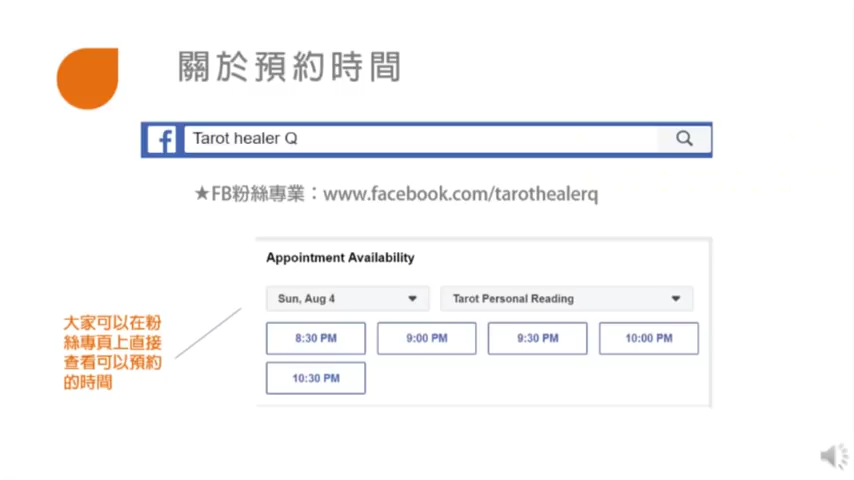 關於預約時間
Tarot healer Q
★FB粉絲專業：www.facebook.com/tarothealerq
Appointment Availability
Sun, Aug 4
Tarot Personal Reading
8:30 PM
9:00 PM
9:30 PM
10:00 PM
10:30 PM
大家可以在粉
絲專頁上直接
查看可以預約
的時間